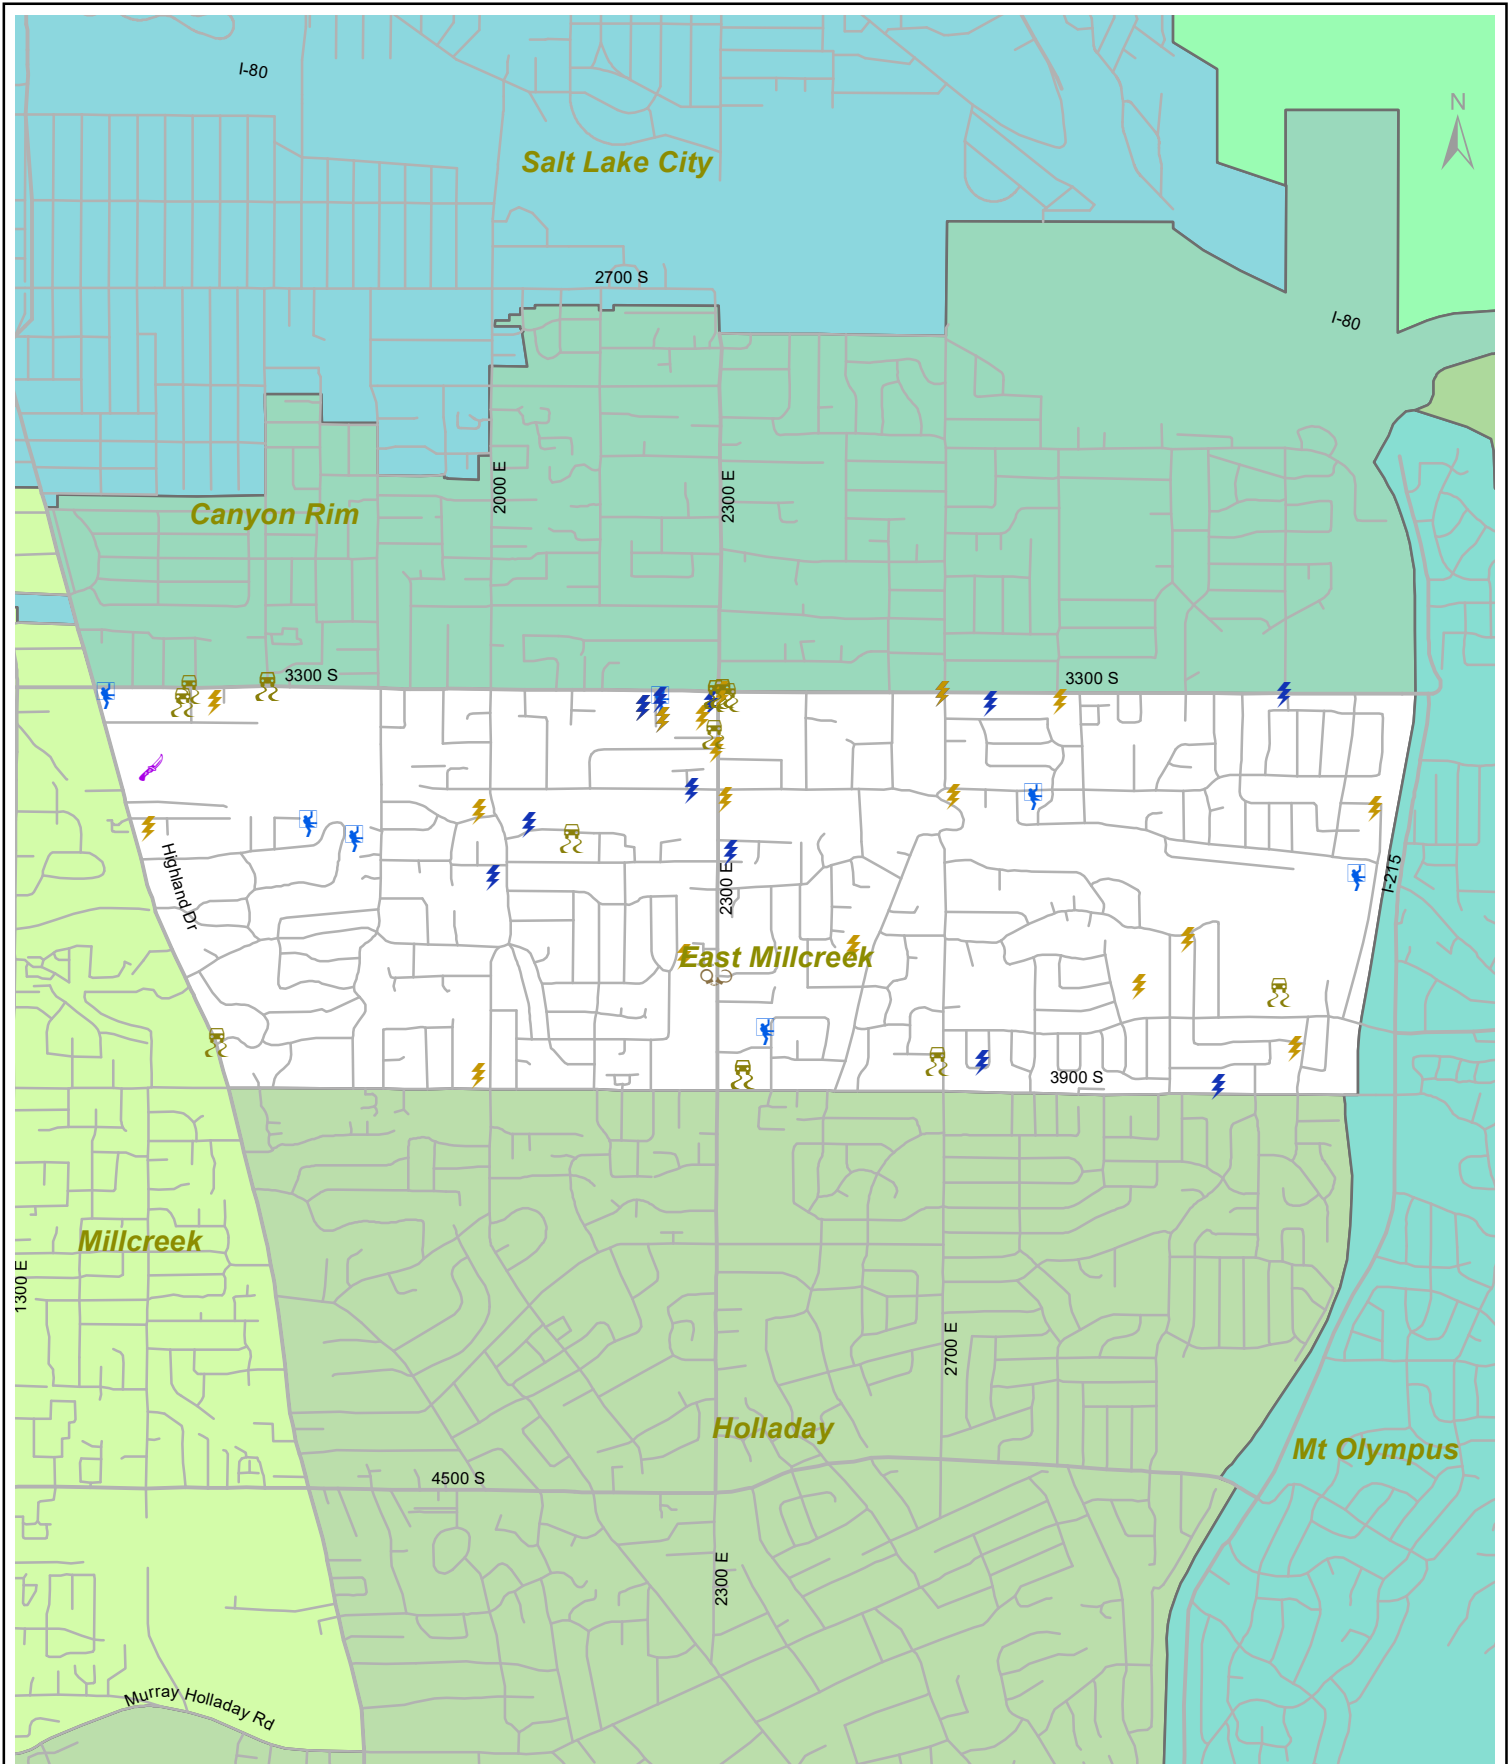 I-80
N
Salt Lake City
2700 S
I-80
2000 E
2300 E
Canyon Rim
3300 S
3300 S
Highland Dr
2300 E
I-215
East Millcreek
3900 S
Millcreek
1300 E
2700 E
Holladay
Mt Olympus
4500 S
2300 E
Murray Holladay Rd